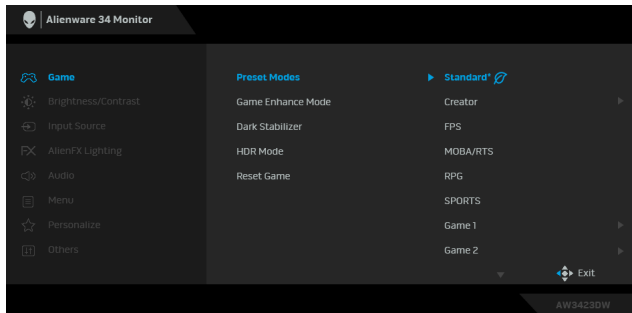 Alienware 34 Monitor
Game
Preset Modes
Standard*
Brightness/Contrast
Game Enhance Mode
Creator
Input Source
Dark Stabilizer
FPS
FX
AlienFX Lighting
HDR Mode
MOBA/RTS
Audio
Reset Game
RPG
Menu
SPORTS
Personalize
Game 1
Others
Game 2
Exit
AW3423DW